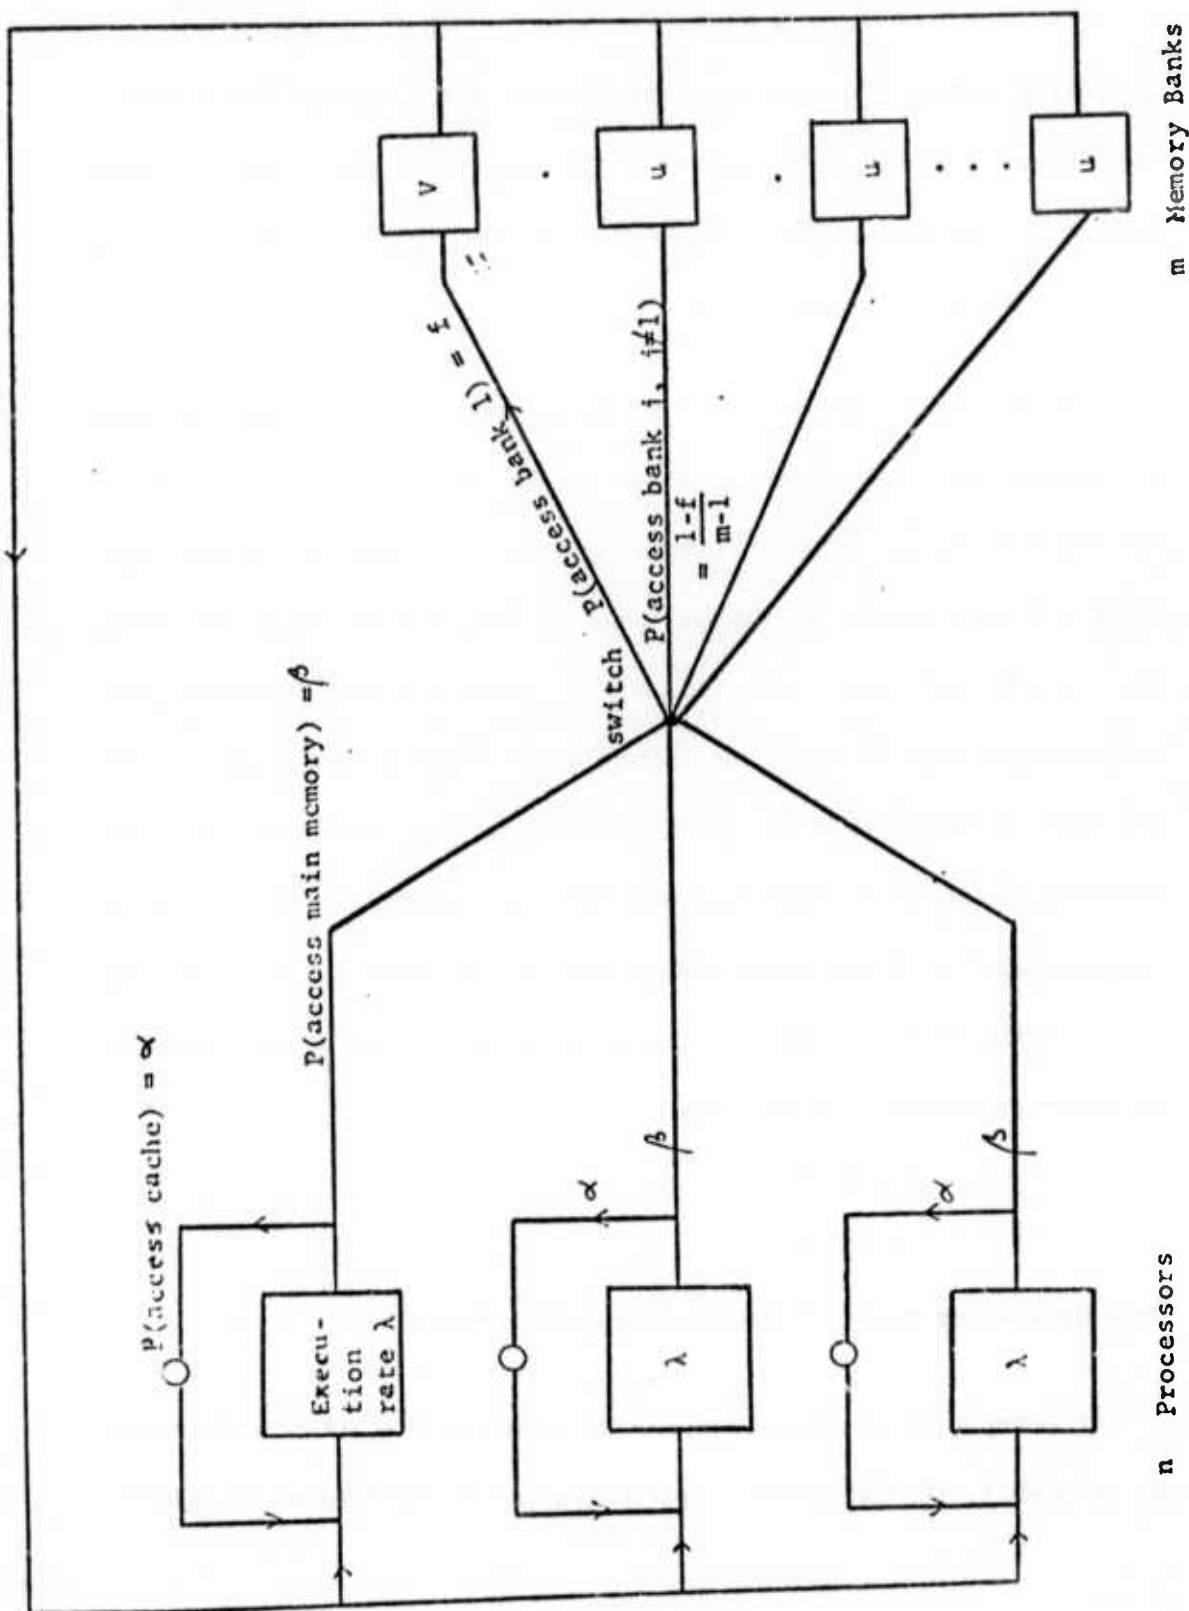 P(access cache) = α
Execu-
tion
rate λ
P(access main memory) = β
λ
α
β
λ
α
β
switch
P(access bank 1) = f
P(access bank i, i≠1)
= 1-f
m-1
V
u
u
. . .
u
n Processors
m Memory Banks